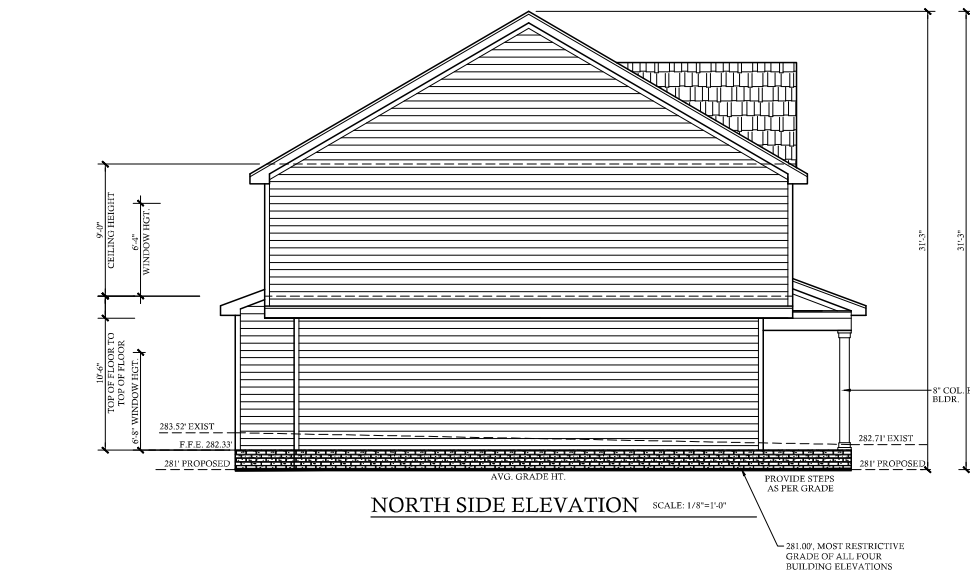 9'-0"
CEILING HEIGHT
6'-4"
WINDOW HGT.
31'-3"
31'-3"
10'-6"
TOP OF FLOOR TO
TOP OF FLOOR
6'-8" WINDOW HGT.
8" COL.
BLDR.
283.52' EXIST
F.F.E. 282.33'
282.71' EXIST
281' PROPOSED
281' PROPOSED
AVG. GRADE HT.
PROVIDE STEPS
AS PER GRADE
NORTH SIDE ELEVATION SCALE: 1/8"=1'-0"
281.00', MOST RESTRICTIVE
GRADE OF ALL FOUR
BUILDING ELEVATIONS